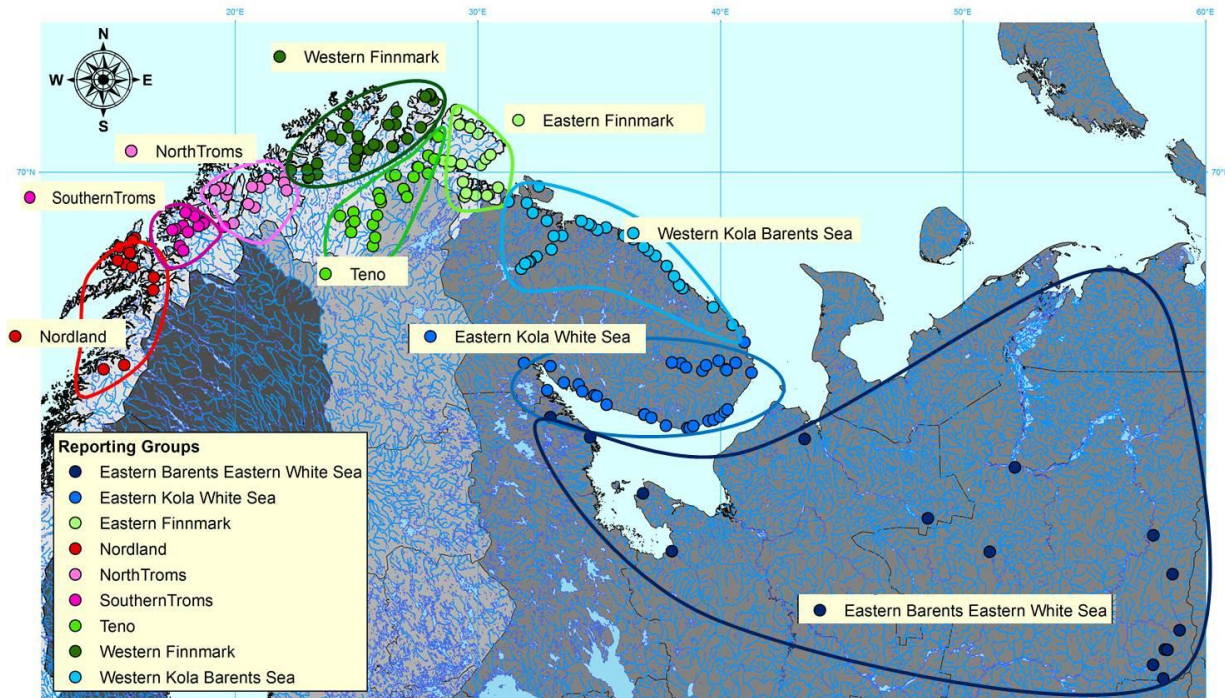 20°E
30°E
40°E
50°E
60°E
N
W
E
S
Western Finnmark
Eastern Finnmark
NorthTroms
70°N
70°N
SouthernTroms
Western Kola Barents Sea
Teno
Nordland
Eastern Kola White Sea
Reporting Groups
Eastern Barents Eastern White Sea
Eastern Kola White Sea
Eastern Finnmark
Nordland
NorthTroms
SouthernTroms
Teno
Western Finnmark
Western Kola Barents Sea
Eastern Barents Eastern White Sea